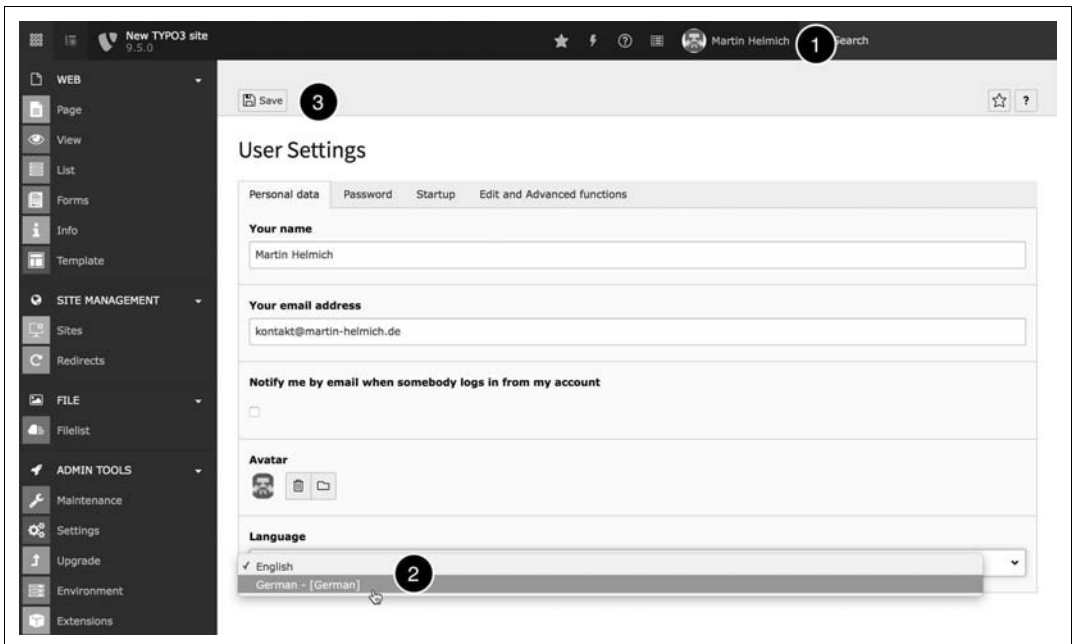 New TYPO3 site
9.5.0
Martin Helmich
1
Search
WEB
Page
View
List
Forms
Info
Template
SITE MANAGEMENT
Sites
Redirects
FILE
Filelist
ADMIN TOOLS
Maintenance
Settings
Upgrade
Environment
Extensions
Save
3
?
User Settings
Personal data Password Startup Edit and Advanced functions
Your name
Martin Helmich
Your email address
kontakt@martin-helmich.de
Notify me by email when somebody logs in from my account
Avatar
Language
✓ English
2
German - [German]